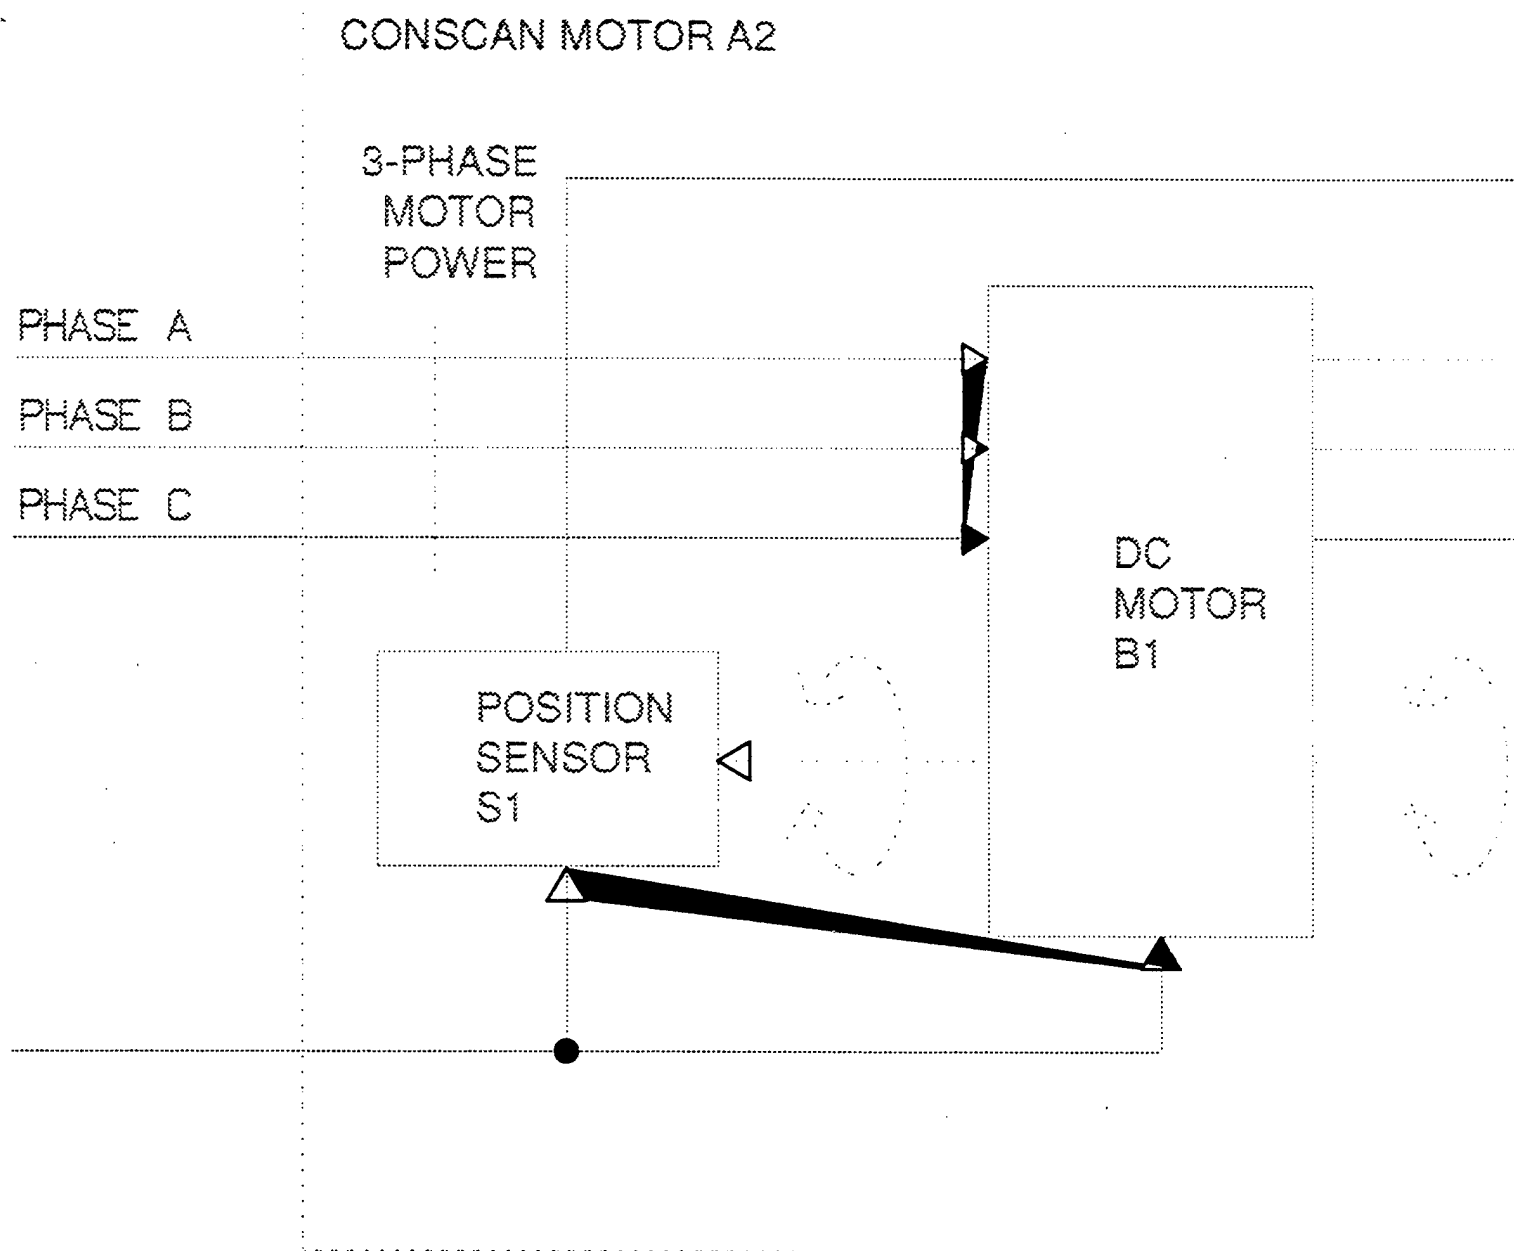 CONSCAN MOTOR A2
3-PHASE
MOTOR
POWER
PHASE A
PHASE B
PHASE C
DC
MOTOR
B1
POSITION
SENSOR
S1